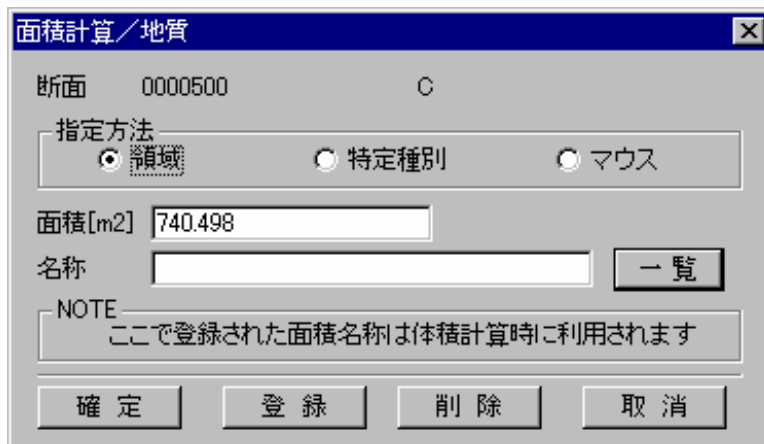 面積計算／地質
断面 0000500 C
指定方法
領域 特定種別 マウス
面積[m2] 740.498
名称 一覧
NOTE
ここで登録された面積名称は体積計算時に利用されます
確定 登録 削除 取消